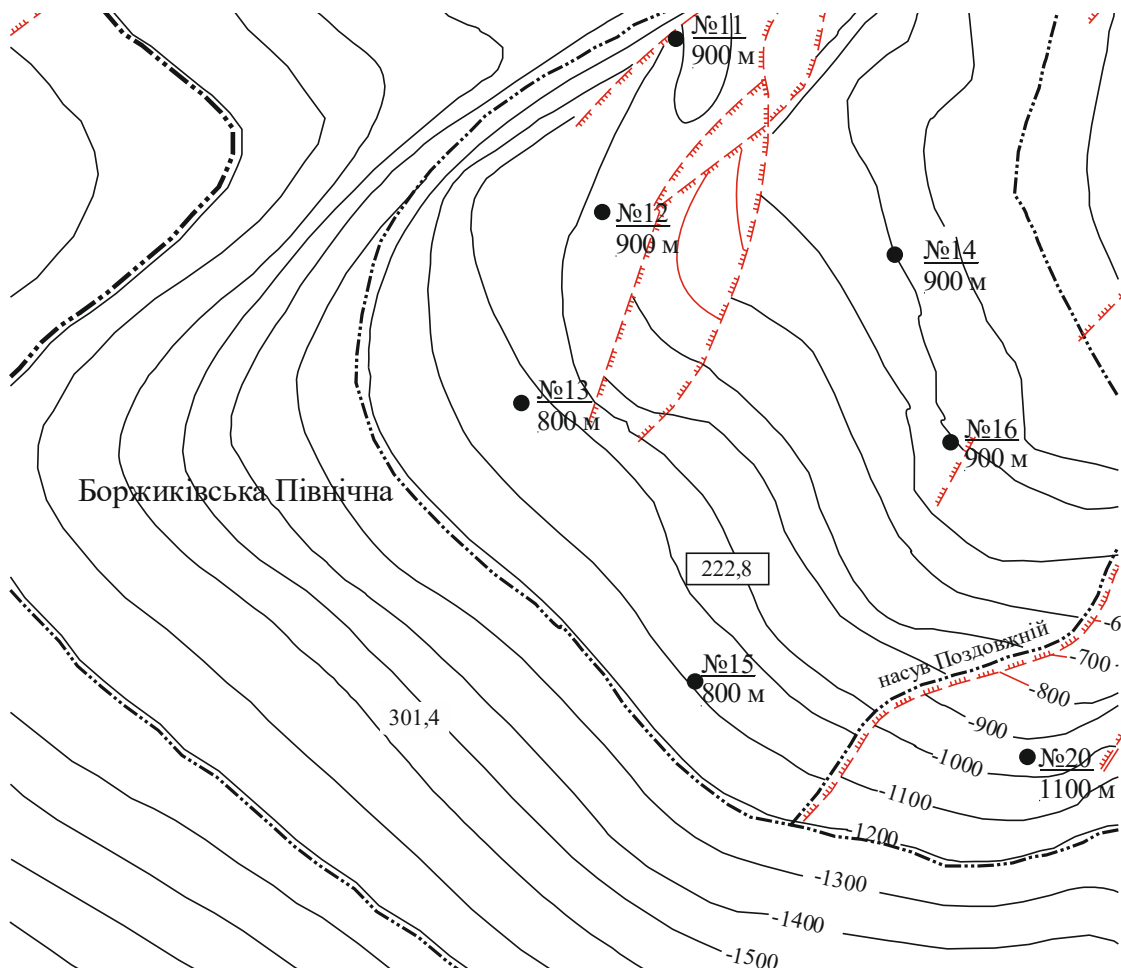 №11
900 м
№12
900 м
№14
900 м
№13
800 м
№16
900 м
Боржиківська Північна
222,8
насув Поздовжній
-6
-700
№15
800 м
-800
301,4
-900
-1000
№20
1100 м
-1100
1200
-1300
-1400
-1500